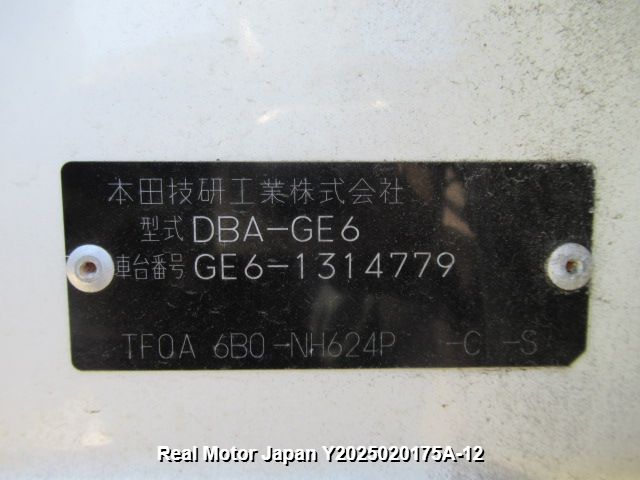 本田技研工業株式会社
型式 DBA-GE6
車台番号 GE6-1314779
TF0A 6B0-NH624P -C -S
Real Motor Japan Y2025020175A-12